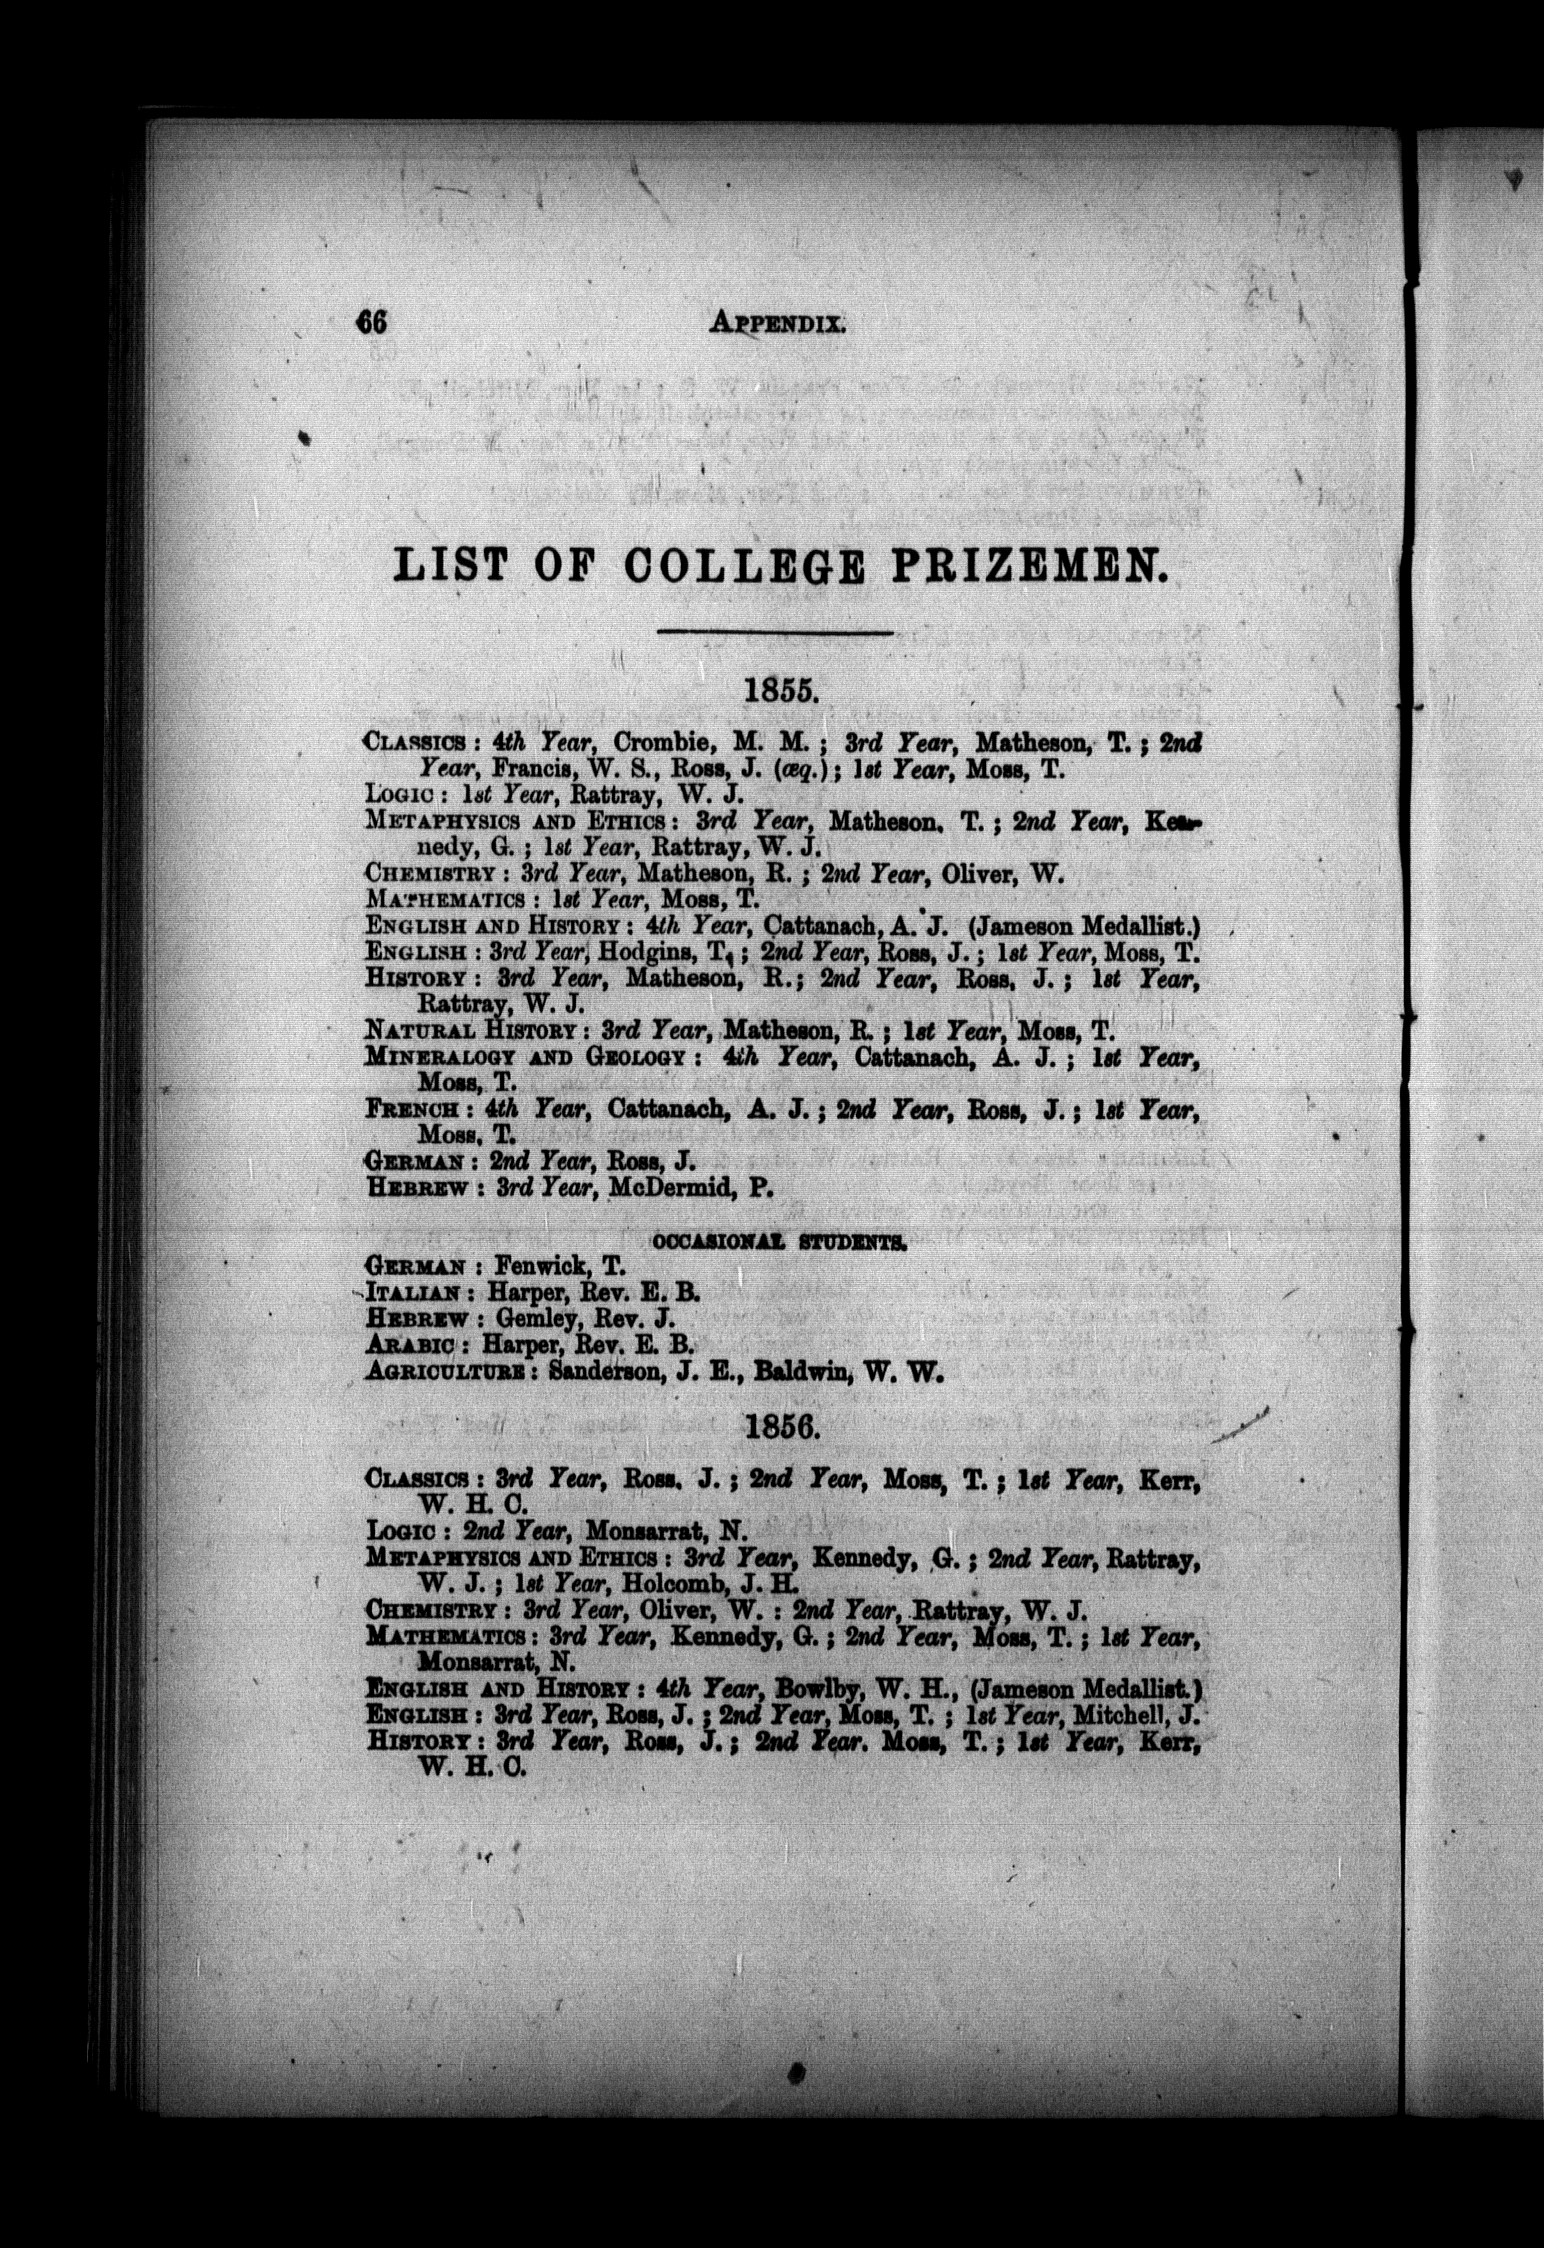 66 APPENDIX.
LIST OF COLLEGE PRIZEMEN.
1855.
CLASSICS : 4th Year, Crombie, M. M. ; 3rd Year, Matheson, T. ; 2nd
Year, Francis, W. S., Ross, J. (æq.) ; 1st Year, Moss, T.
LOGIC : 1st Year, Rattray, W. J.
METAPHYSICS AND ETHICS : 3rd Year, Matheson. T. ; 2nd Year, Ken-
nedy, G. ; 1st Year, Rattray, W. J.
CHEMISTRY : 3rd Year, Matheson, R. ; 2nd Year, Oliver, W.
MATHEMATICS : 1st Year, Moss, T.
ENGLISH AND HISTORY : 4th Year, Cattanach, A. J. (Jameson Medallist.)
ENGLISH : 3rd Year, Hodgins, T. ; 2nd Year, Ross, J. ; 1st Year, Moss, T.
HISTORY : 3rd Year, Matheson, R. ; 2nd Year, Ross, J. ; 1st Year,
Rattray, W. J.
NATURAL HISTORY : 3rd Year, Matheson, R. ; 1st Year, Moss, T.
MINERALOGY AND GEOLOGY : 4th Year, Cattanach, A. J. ; 1st Year,
Moss, T.
FRENCH : 4th Year, Cattanach, A. J. ; 2nd Year, Ross, J. ; 1st Year,
Moss, T.
GERMAN : 2nd Year, Ross, J.
HEBREW : 3rd Year, McDermid, P.
OCCASIONAL STUDENTS.
GERMAN : Fenwick, T.
ITALIAN : Harper, Rev. E. B.
HEBREW : Gemley, Rev. J.
ARABIC : Harper, Rev. E. B.
AGRICULTURE : Sanderson, J. E., Baldwin, W. W.
1856.
CLASSICS : 3rd Year, Ross. J. ; 2nd Year, Moss, T. ; 1st Year, Kerr,
W. H. C.
LOGIC : 2nd Year, Monsarrat, N.
METAPHYSICS AND ETHICS : 3rd Year, Kennedy, G. ; 2nd Year, Rattray,
W. J. ; 1st Year, Holcomb, J. H.
CHEMISTRY : 3rd Year, Oliver, W. : 2nd Year, Rattray, W. J.
MATHEMATICS : 3rd Year, Kennedy, G. ; 2nd Year, Moss, T. ; 1st Year,
Monsarrat, N.
ENGLISH AND HISTORY : 4th Year, Bowlby, W. H., (Jameson Medallist.)
ENGLISH : 3rd Year, Ross, J. ; 2nd Year, Moss, T. ; 1st Year, Mitchell, J.
HISTORY : 3rd Year, Ross, J. ; 2nd Year. Moss, T. ; 1st Year, Kerr,
W. H. C.